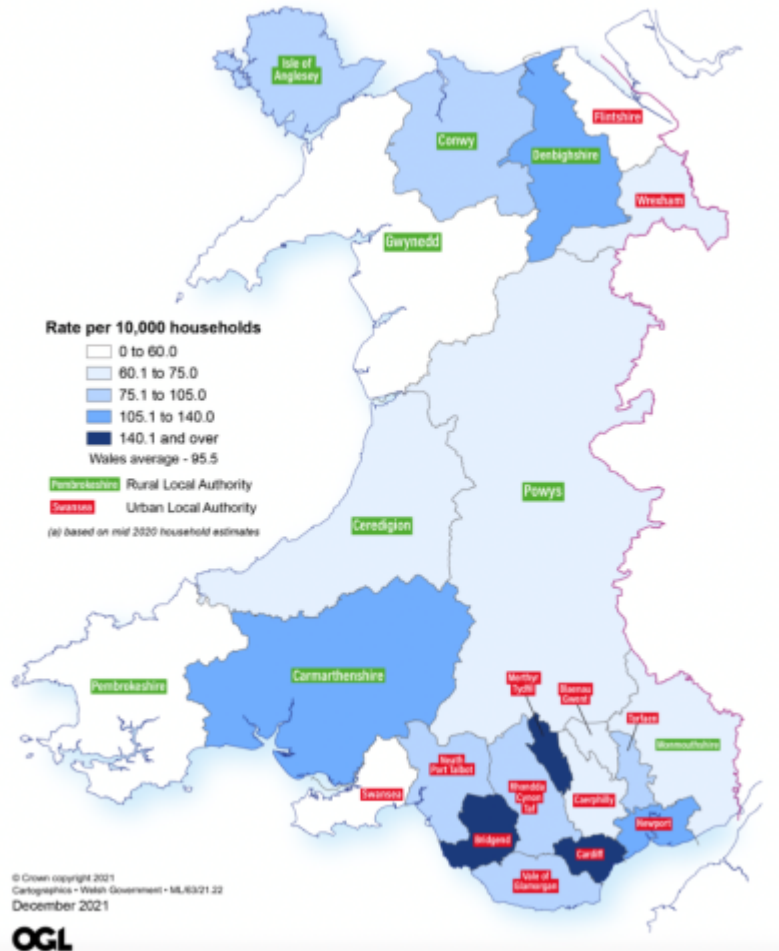 Isle of
Anglesey
Flintshire
Conwy
Denbighshire
Wrexham
Gwynedd
Rate per 10,000 households
0 to 60.0
60.1 to 75.0
75.1 to 105.0
105.1 to 140.0
140.1 and over
Wales average - 95.5
Pembrokeshire Rural Local Authority
Swansea Urban Local Authority
(a) based on mid 2020 household estimates
Powys
Ceredigion
Carmarthenshire
Pembrokeshire
Merthyr
Tydfil
Blaenau
Gwent
Torfaen
Monmouthshire
Neath
Port Talbot
Rhondda
Cynon
Taf
Swansea
Caerphilly
Newport
Bridgend
Cardiff
Vale of
Glamorgan
© Crown copyright 2021
Cartographics • Welsh Government • ML/63/21.22
December 2021
OGL